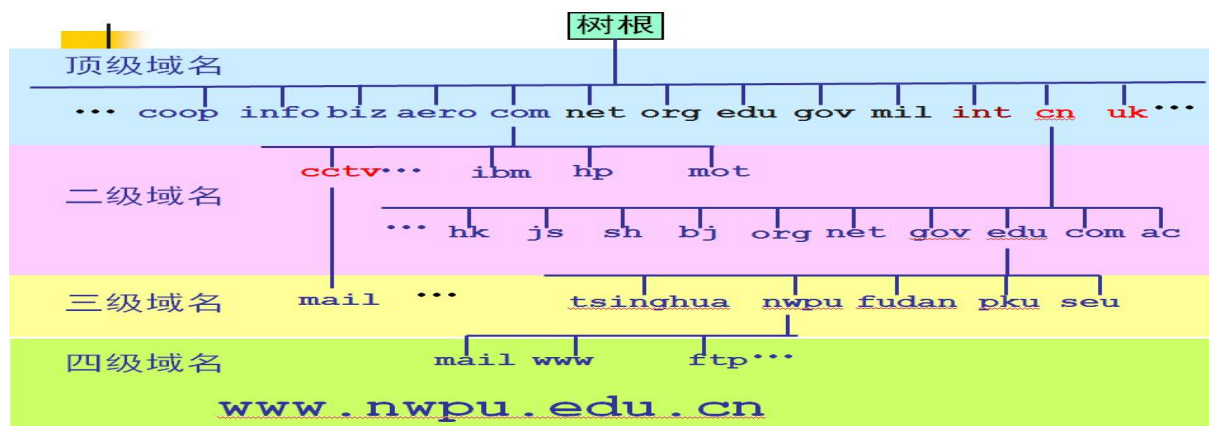 树根
顶级域名
··· coop info biz aero com net org edu gov mil int cn uk ···
cctv ··· ibm hp mot
二级域名
··· hk js sh bj org net gov edu com ac
三级域名 mail ··· tsinghua nwpu fudan pku seu
四级域名 mail www ftp ···
www.nwpu.edu.cn